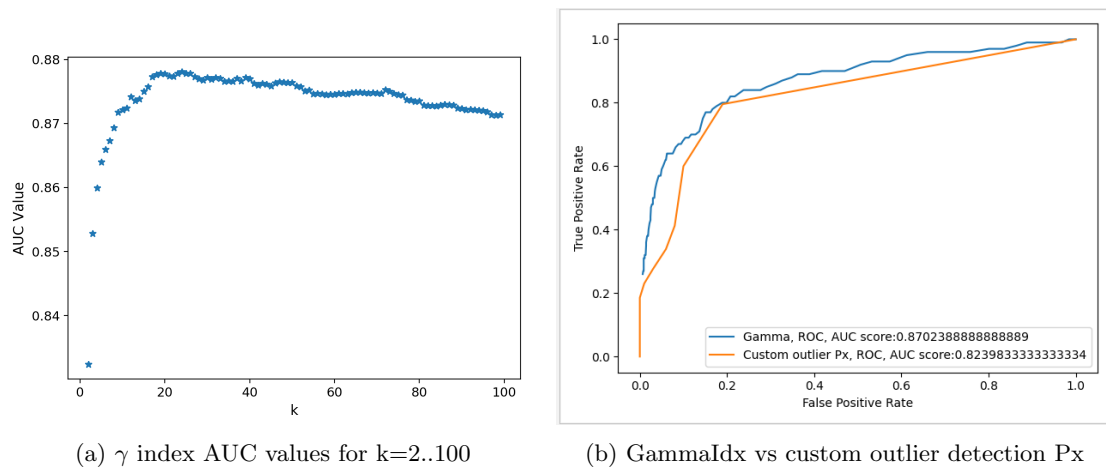 0.88
0.87
0.86
0.85
0.84
AUC Value
0 20 40 60 80 100
k
(a) γ index AUC values for k=2..100
1.0
0.8
0.6
0.4
0.2
0.0
True Positive Rate
Gamma, ROC, AUC score:0.8702388888888889
Custom outlier Px, ROC, AUC score:0.8239833333333334
0.0 0.2 0.4 0.6 0.8 1.0
False Positive Rate
(b) GammaIdx vs custom outlier detection Px